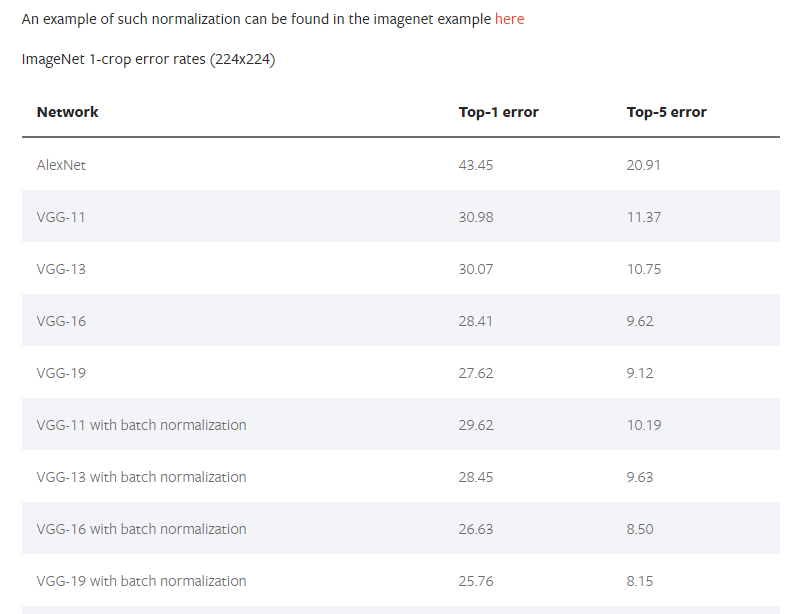 An example of such normalization can be found in the imagenet example here
ImageNet 1-crop error rates (224x224)
Network Top-1 error Top-5 error
AlexNet 43.45 20.91
VGG-11 30.98 11.37
VGG-13 30.07 10.75
VGG-16 28.41 9.62
VGG-19 27.62 9.12
VGG-11 with batch normalization 29.62 10.19
VGG-13 with batch normalization 28.45 9.63
VGG-16 with batch normalization 26.63 8.50
VGG-19 with batch normalization 25.76 8.15